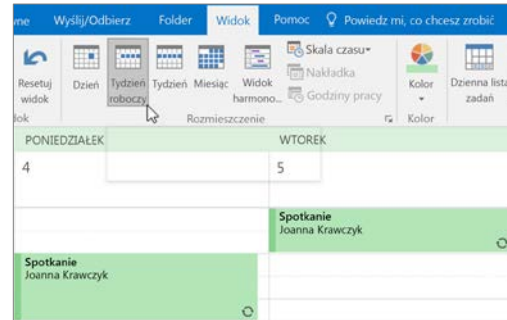 ne Wyślij/Odbierz Folder Widok Pomoc Powiedz mi, co chcesz zrobić
Resetuj widok
Dzień
Tydzień roboczy
Tydzień
Miesiąc
Widok harmono...
Skala czasu
Nakładka
Godziny pracy
Kolor
Dzienna lista zadań
ok Rozmieszczenie Kolor
PONIEDZIAŁEK WTOREK
4 5
Spotkanie
Joanna Krawczyk
Spotkanie
Joanna Krawczyk